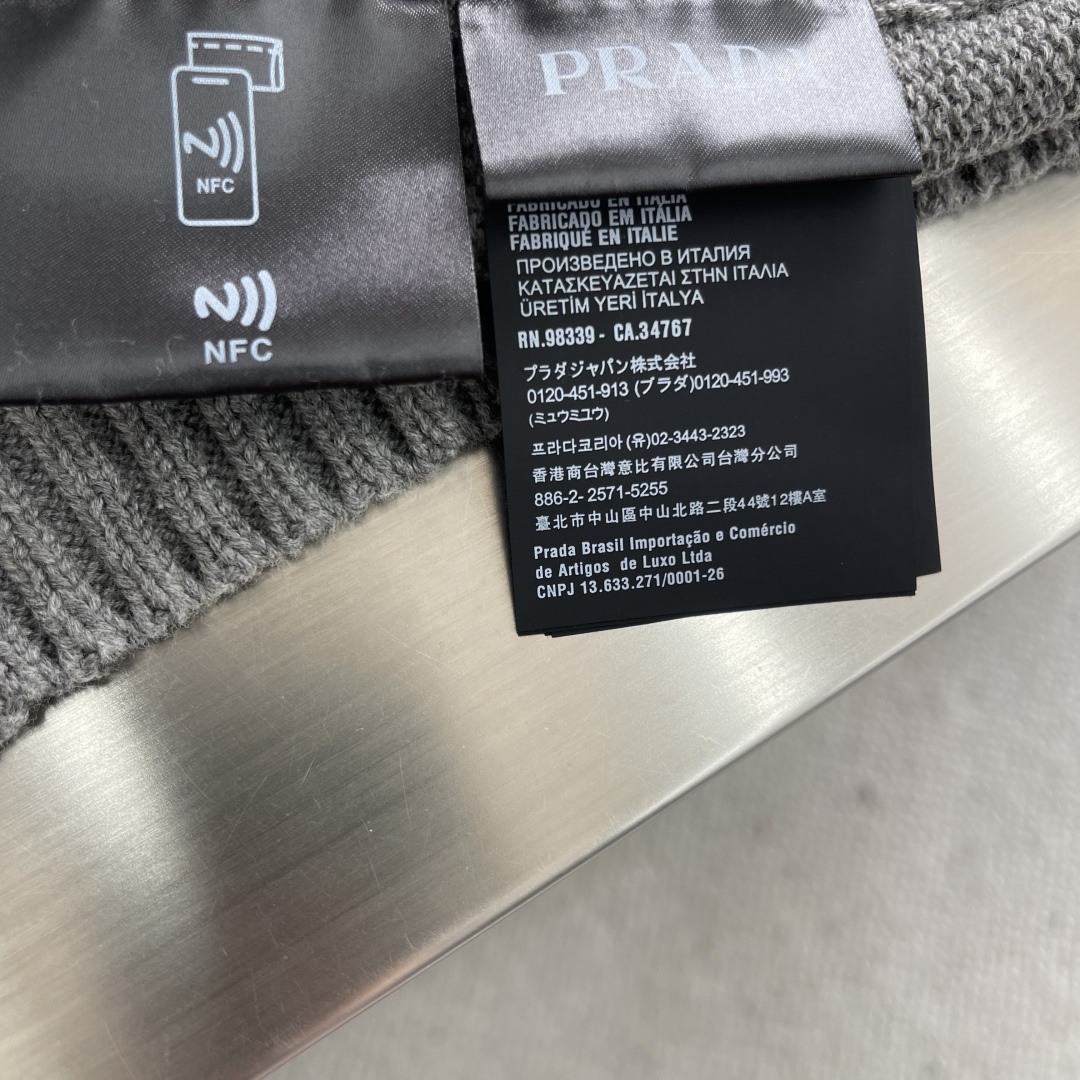 NFC
NFC
PRADA
FABRICADO EN ITALIA
FABRICADO EM ITÁLIA
FABRIQUÉ EN ITALIE
ПРОИЗВЕДЕНО В ИТАЛИЯ
ΚΑΤΑΣΚΕΥΑΖΕΤΑΙ ΣΤΗΝ ΙΤΑΛΙΑ
ÜRETİM YERİ İTALYA
RN.98339 - CA.34767
プラダジャパン株式会社
0120-451-913 (プラダ)0120-451-993
(ミュウミュウ)
프라다코리아 (유)02-3443-2323
香港商台灣意比有限公司台灣分公司
886-2- 2571-5255
臺北市中山區中山北路二段44號12樓A室
Prada Brasil Importação e Comércio
de Artigos de Luxo Ltda
CNPJ 13.633.271/0001-26